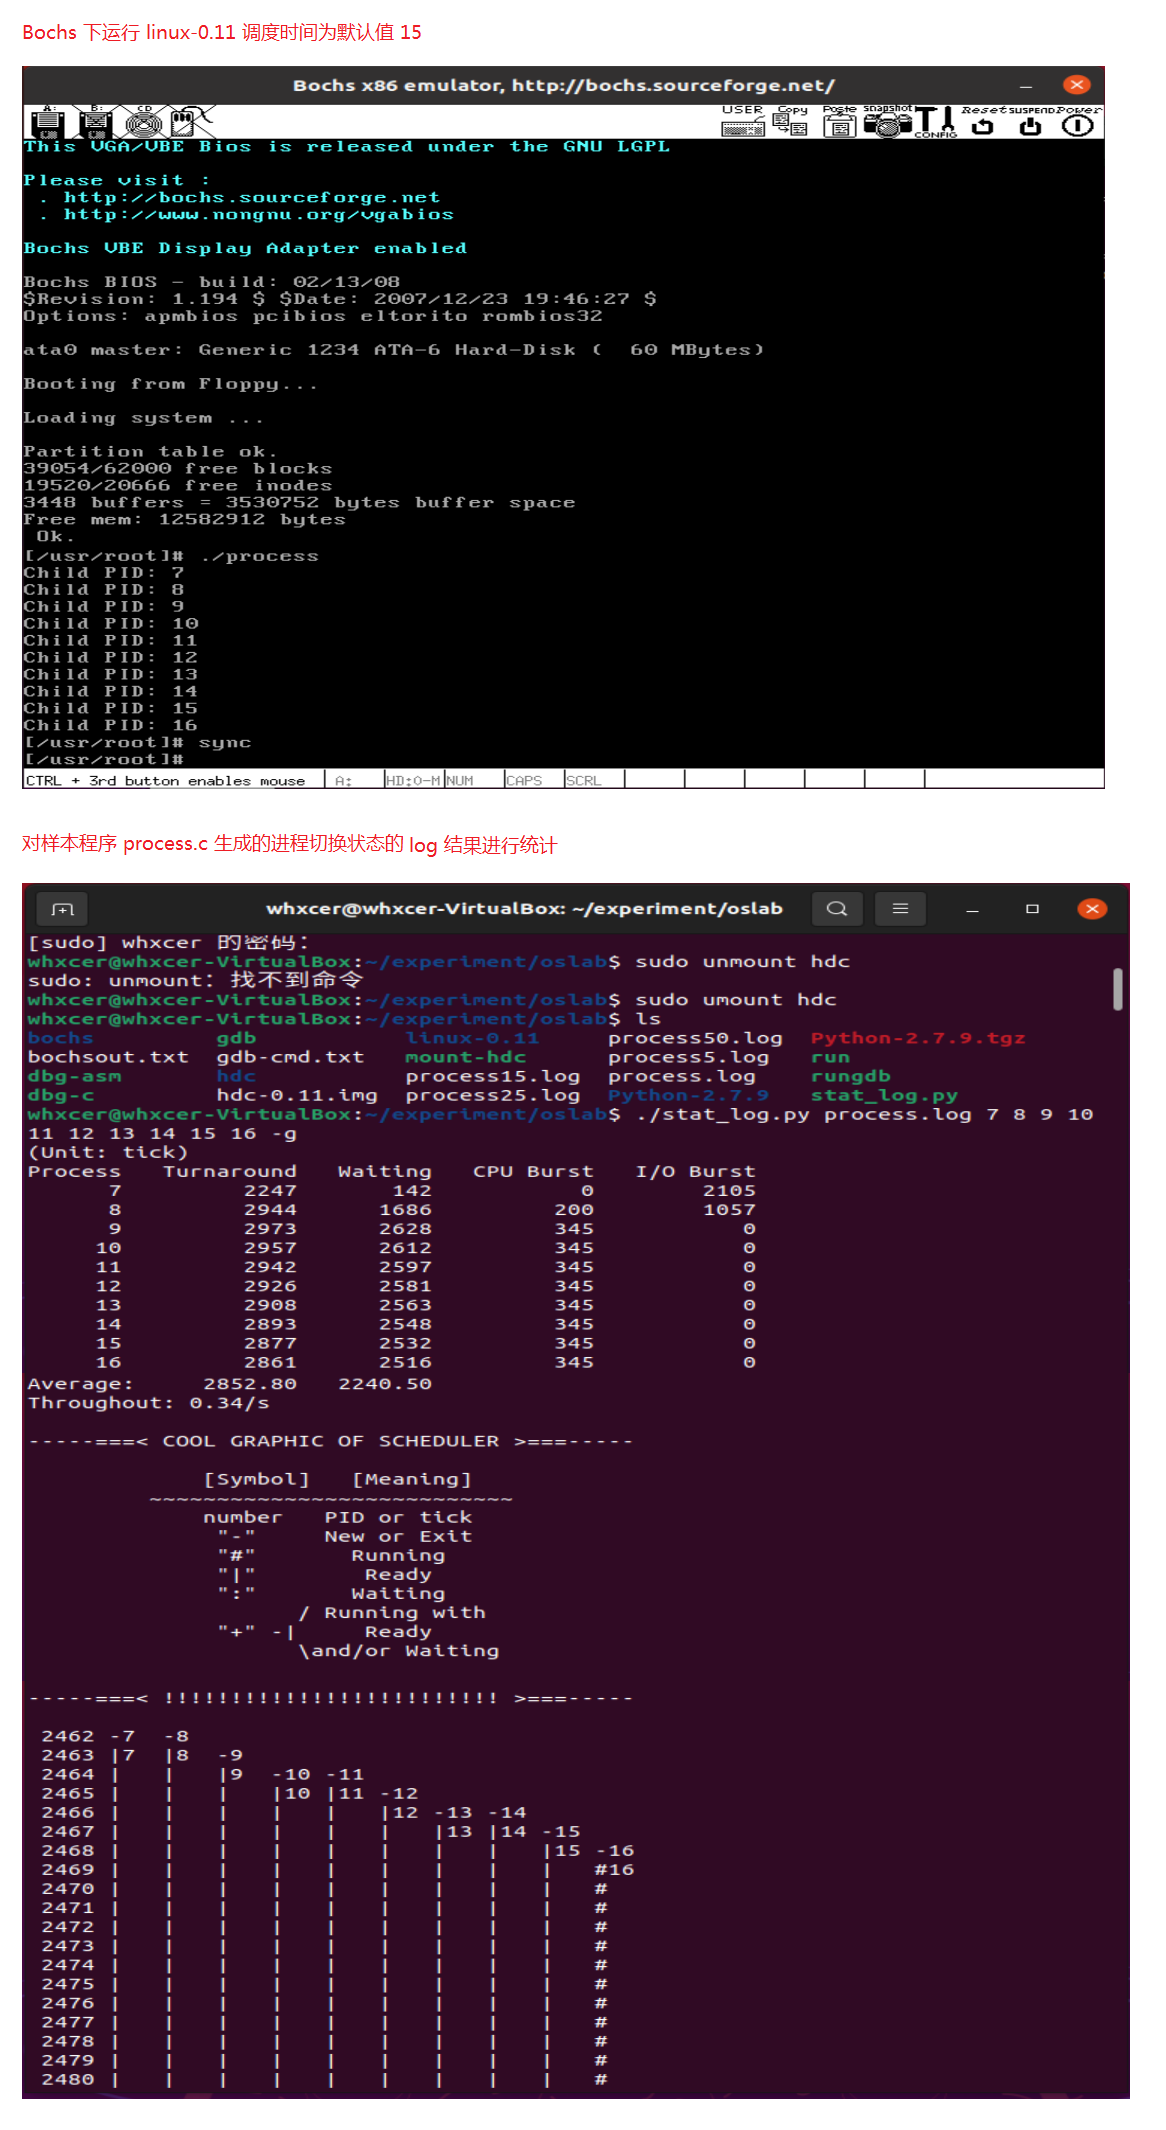 Bochs 下运行 linux-0.11 调度时间为默认值 15
Bochs x86 emulator, http://bochs.sourceforge.net/
A: B: CD USER Copy Paste snapshot CONFIG Reset SUSPEND Power
This VGA/VBE Bios is released under the GNU LGPL
Please visit :
. http://bochs.sourceforge.net
. http://www.nongnu.org/vgabios
Bochs VBE Display Adapter enabled
Bochs BIOS - build: 02/13/08
$Revision: 1.194 $ $Date: 2007/12/23 19:46:27 $
Options: apmbios pcibios eltorito rombios32
ata0 master: Generic 1234 ATA-6 Hard-Disk ( 60 MBytes)
Booting from Floppy...
Loading system ...
Partition table ok.
39054/62000 free blocks
19520/20666 free inodes
3448 buffers = 3530752 bytes buffer space
Free mem: 12582912 bytes
Ok.
[/usr/root]# ./process
Child PID: 7
Child PID: 8
Child PID: 9
Child PID: 10
Child PID: 11
Child PID: 12
Child PID: 13
Child PID: 14
Child PID: 15
Child PID: 16
[/usr/root]# sync
[/usr/root]#
CTRL + 3rd button enables mouse A: HD:0-M NUM CAPS SCRL
对样本程序 process.c 生成的进程切换状态的 log 结果进行统计
whxcer@whxcer-VirtualBox: ~/experiment/oslab
[sudo] whxcer 的密码：
whxcer@whxcer-VirtualBox:~/experiment/oslab$ sudo unmount hdc
sudo: unmount：找不到命令
whxcer@whxcer-VirtualBox:~/experiment/oslab$ sudo umount hdc
whxcer@whxcer-VirtualBox:~/experiment/oslab$ ls
bochs gdb linux-0.11 process50.log Python-2.7.9.tgz
bochsout.txt gdb-cmd.txt mount-hdc process5.log run
dbg-asm hdc process15.log process.log rungdb
dbg-c hdc-0.11.img process25.log Python-2.7.9 stat_log.py
whxcer@whxcer-VirtualBox:~/experiment/oslab$ ./stat_log.py process.log 7 8 9 10
11 12 13 14 15 16 -g
(Unit: tick)
Process Turnaround Waiting CPU Burst I/O Burst
7 2247 142 0 2105
8 2944 1686 200 1057
9 2973 2628 345 0
10 2957 2612 345 0
11 2942 2597 345 0
12 2926 2581 345 0
13 2908 2563 345 0
14 2893 2548 345 0
15 2877 2532 345 0
16 2861 2516 345 0
Average: 2852.80 2240.50
Throughout: 0.34/s
-----===< COOL GRAPHIC OF SCHEDULER >===-----
[Symbol] [Meaning]
~~~~~~~~~~~~~~~~~~~~~~~~~~~
number PID or tick
"-" New or Exit
"#" Running
"|" Ready
":" Waiting
/ Running with
"+" -| Ready
\and/or Waiting
-----===< !!!!!!!!!!!!!!!!!!!!!!!!! >===-----
2462 -7 -8
2463 |7 |8 -9
2464 | | |9 -10 -11
2465 | | | |10 |11 -12
2466 | | | | | |12 -13 -14
2467 | | | | | | |13 |14 -15
2468 | | | | | | | | |15 -16
2469 | | | | | | | | | #16
2470 | | | | | | | | | #
2471 | | | | | | | | | #
2472 | | | | | | | | | #
2473 | | | | | | | | | #
2474 | | | | | | | | | #
2475 | | | | | | | | | #
2476 | | | | | | | | | #
2477 | | | | | | | | | #
2478 | | | | | | | | | #
2479 | | | | | | | | | #
2480 | | | | | | | | | #